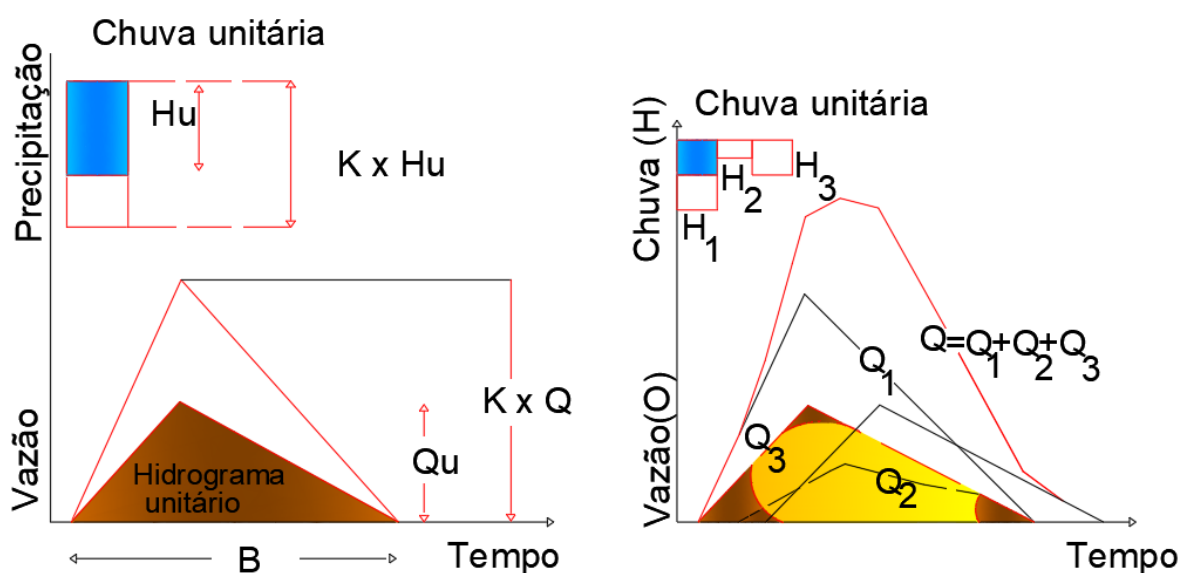 Chuva unitária
Precipitação
Hu
K x Hu
Vazão
Hidrograma
unitário
Qu
K x Q
B
Tempo
Chuva unitária
Chuva (H)
H1
H2
H3
Vazão(O)
Q1
Q=Q1+Q2+Q3
Q3
Q2
Tempo